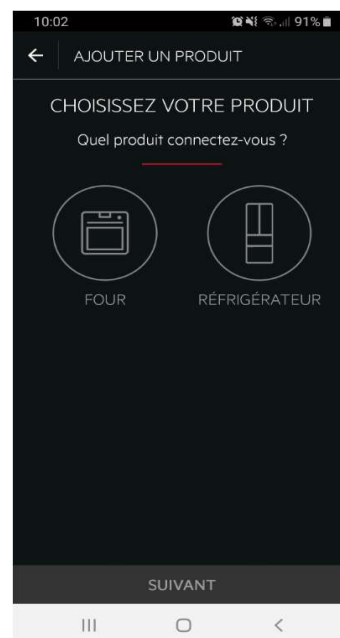 10:02 91%
AJOUTER UN PRODUIT
CHOISISSEZ VOTRE PRODUIT
Quel produit connectez-vous ?
FOUR RÉFRIGÉRATEUR
SUIVANT